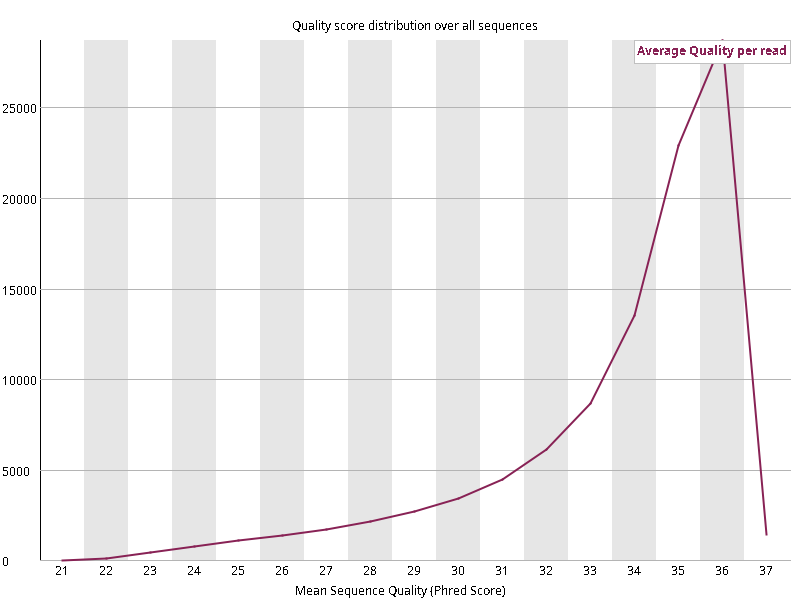 Quality score distribution over all sequences
Average Quality per read
25000
20000
15000
10000
5000
0
21 22 23 24 25 26 27 28 29 30 31 32 33 34 35 36 37
Mean Sequence Quality (Phred Score)